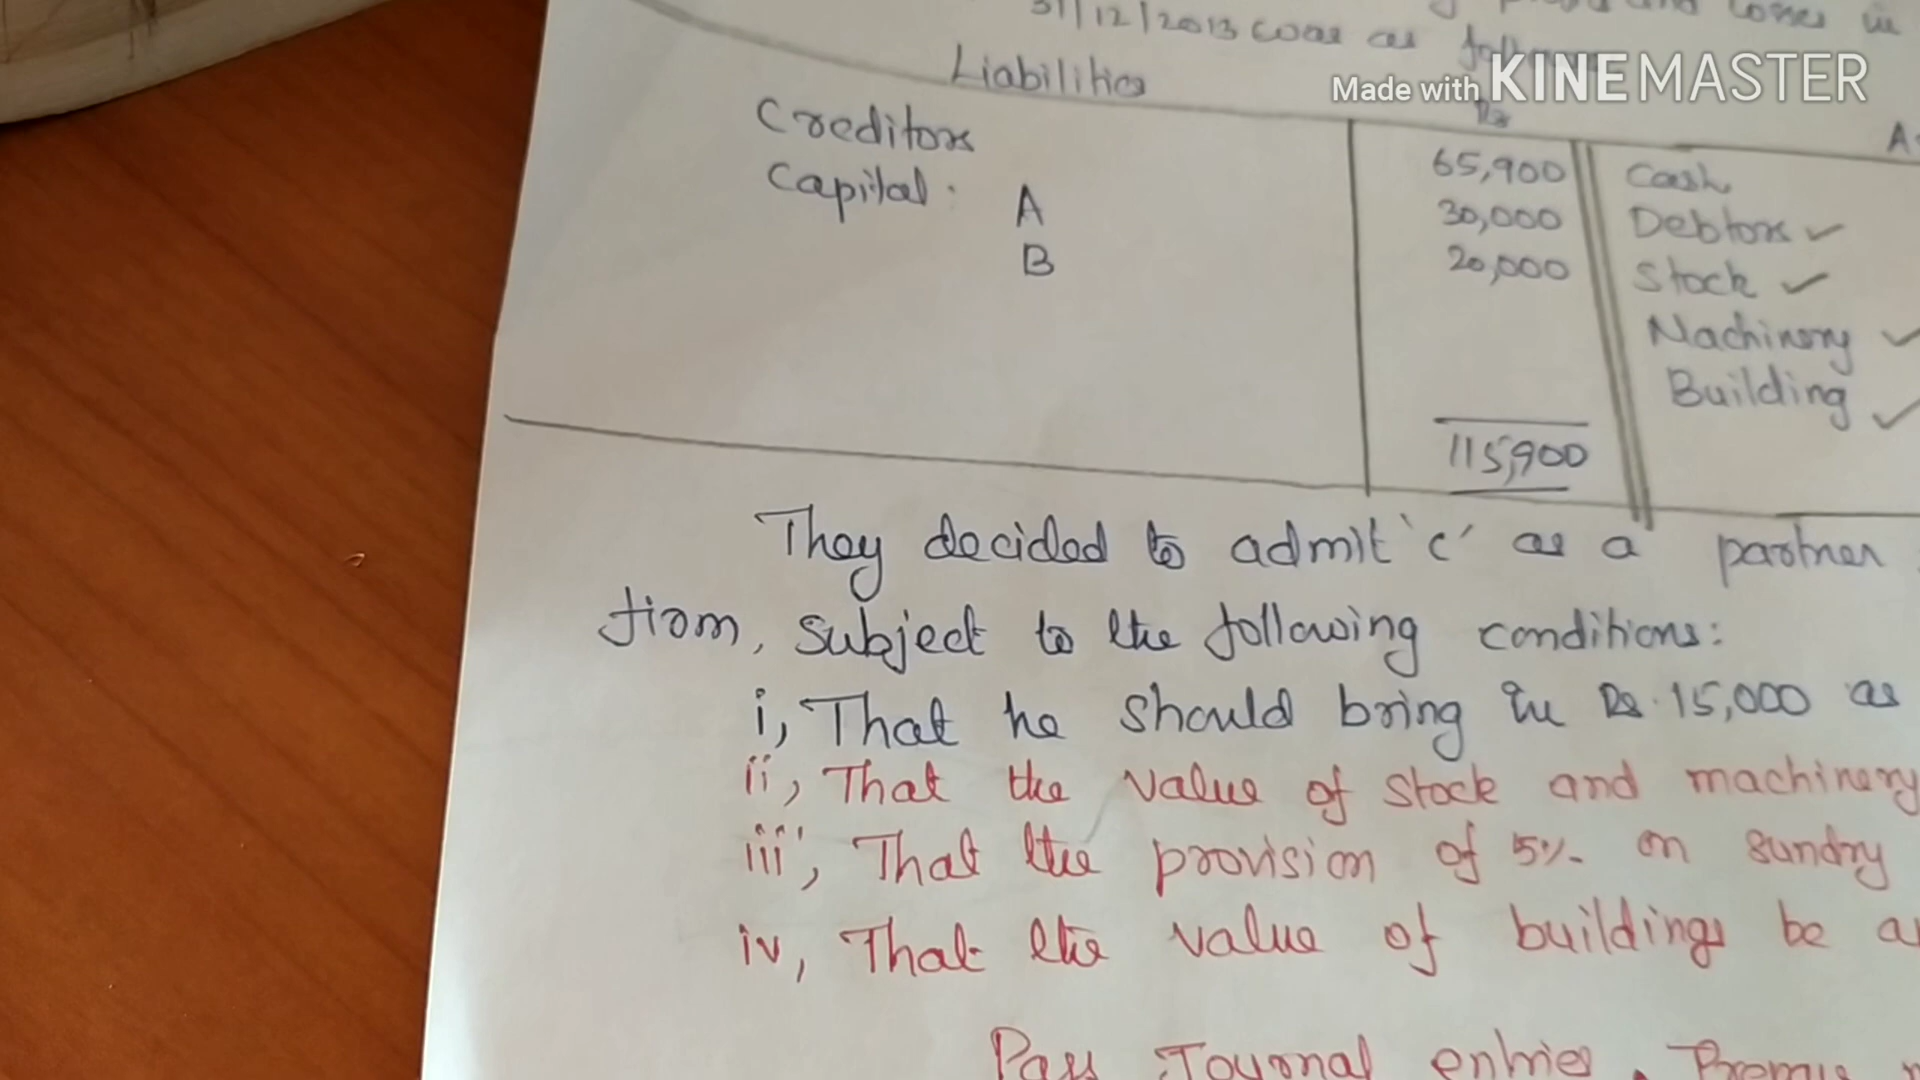 31/12/2013 was as follows
Liabilities
Made with KINEMASTER
Rs
Creditors 65,900 Cash
Capital: A 30,000 Debtors ✓
B 20,000 Stock ✓
Machinery ✓
Building ✓
115,900
They decided to admit 'c' as a partner
firm, subject to the following conditions:
i, That he should bring in Rs. 15,000 as
ii, That the value of stock and machinery
iii, That the provision of 5% on sundry
iv, That the value of buildings be
Pass Journal entries.